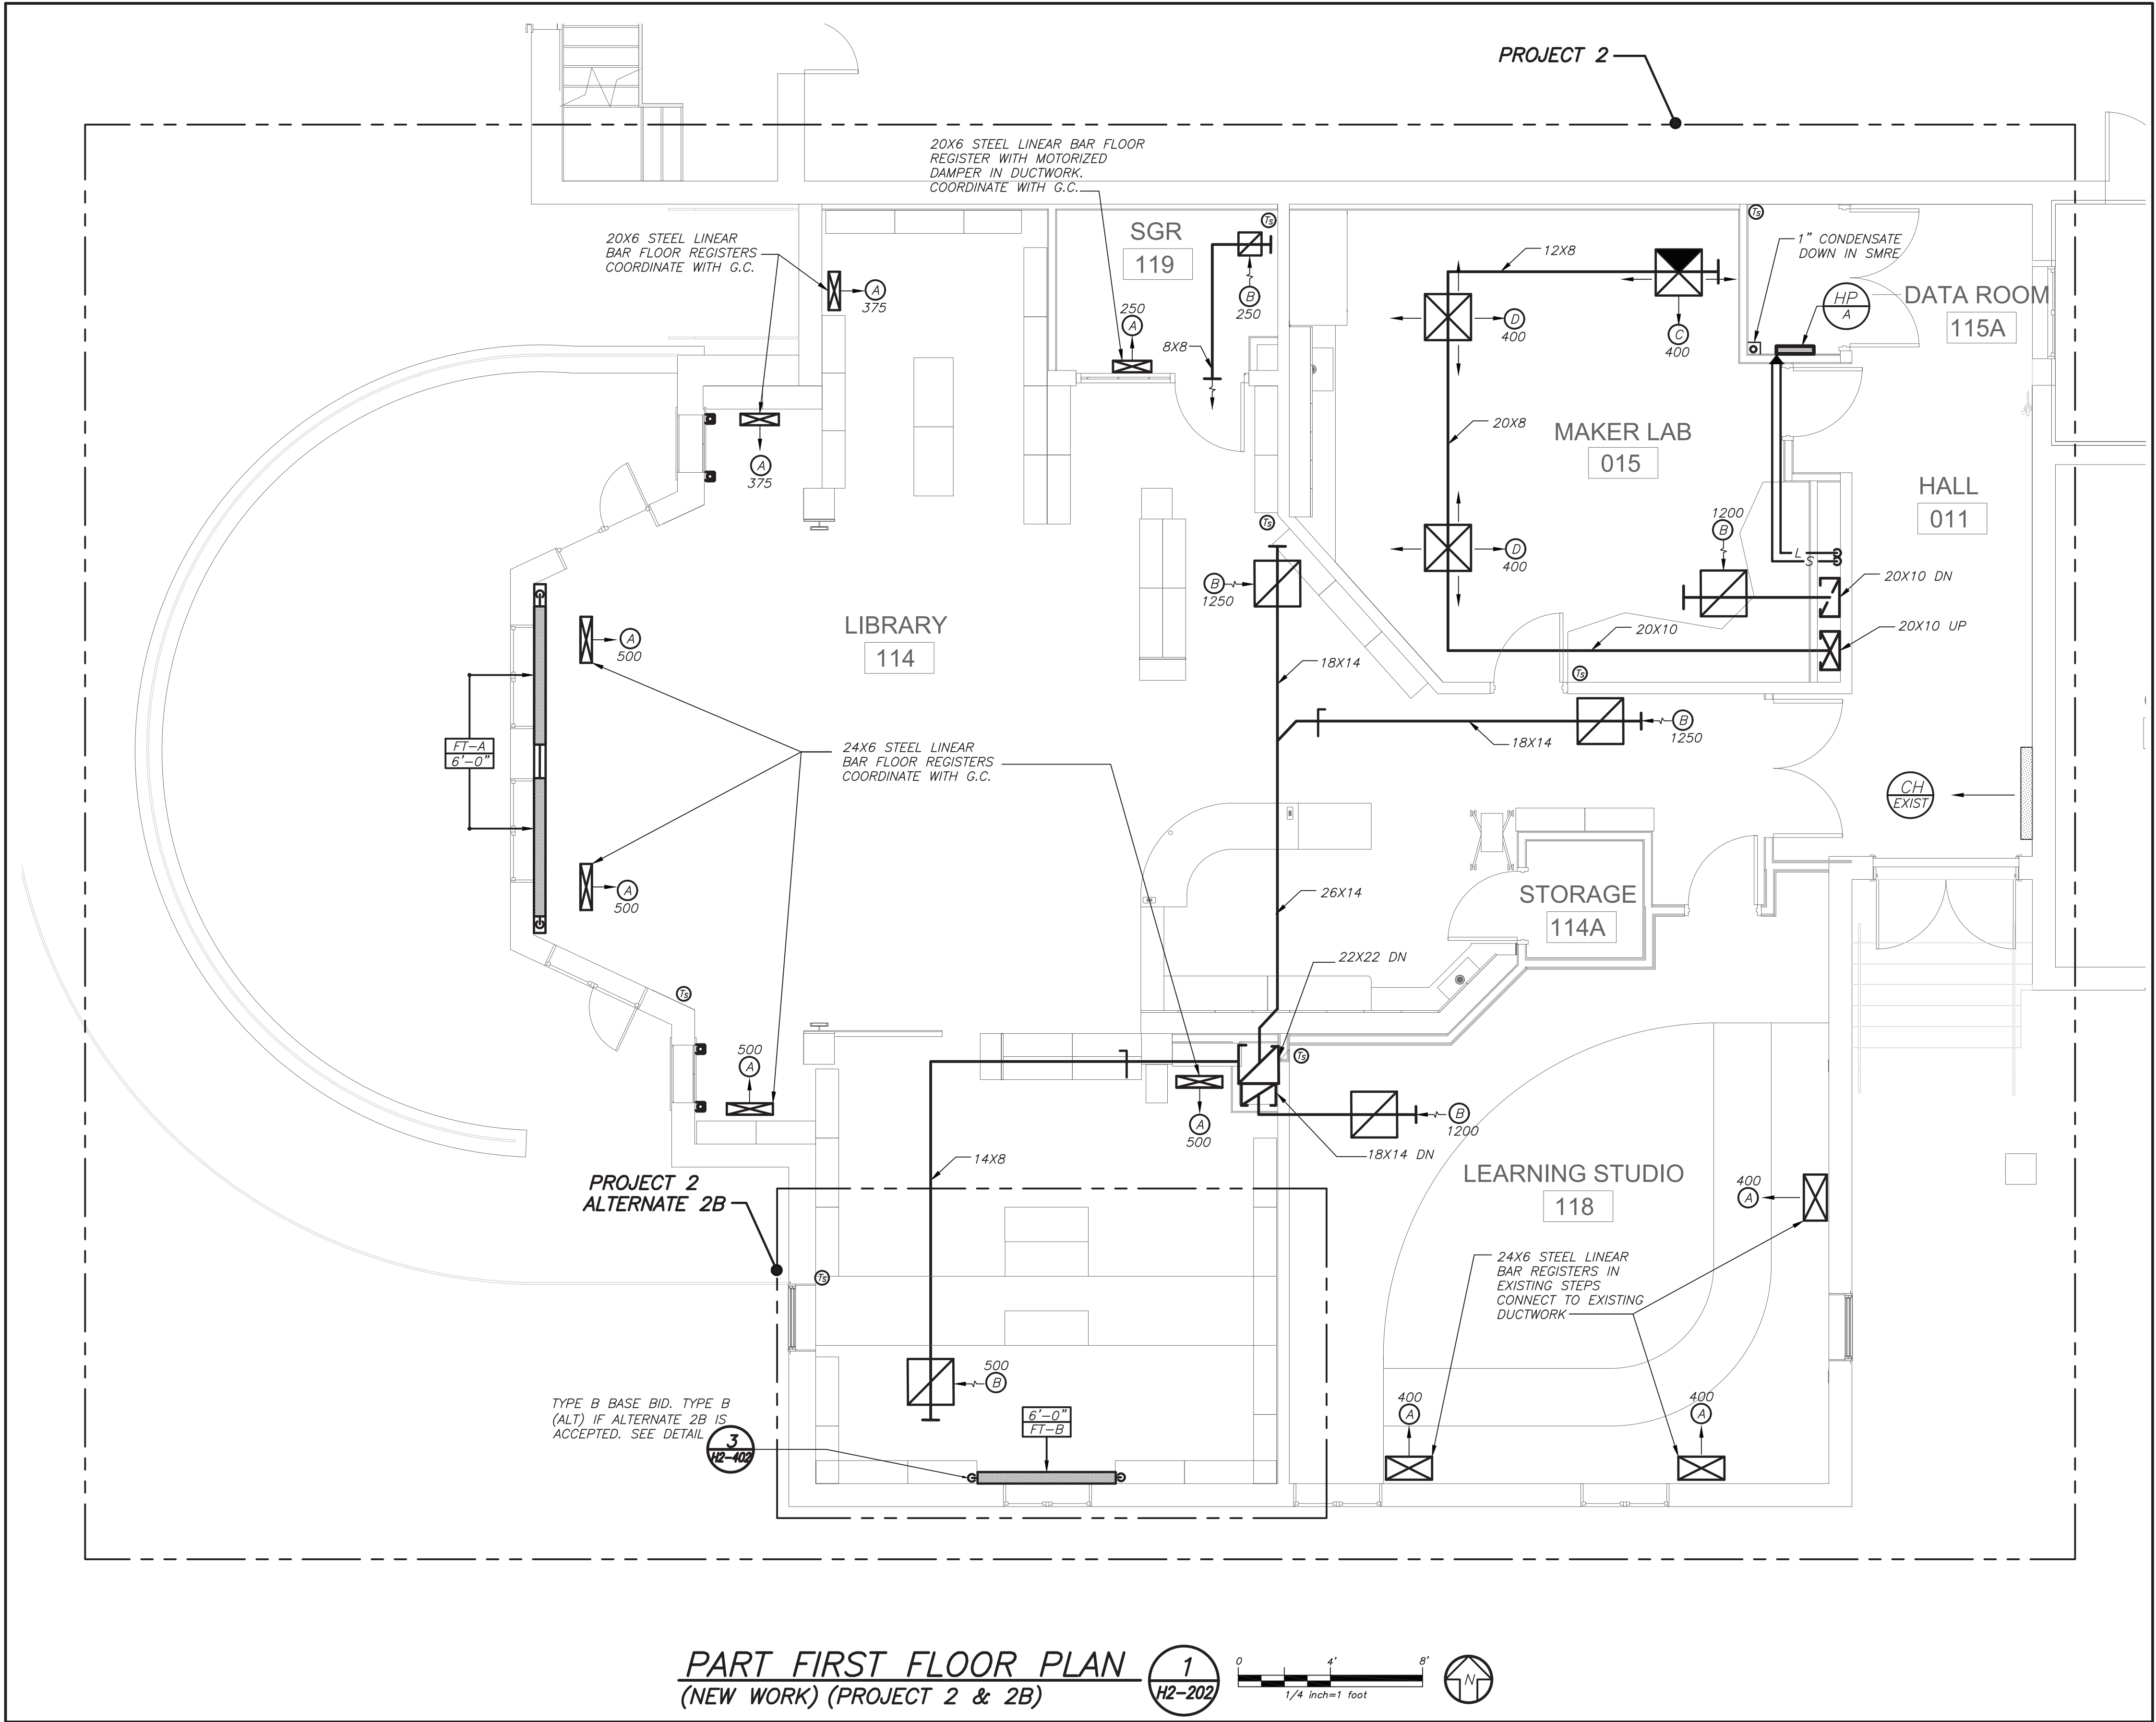 PROJECT 2
20X6 STEEL LINEAR BAR FLOOR
REGISTER WITH MOTORIZED
DAMPER IN DUCTWORK.
COORDINATE WITH G.C.
20X6 STEEL LINEAR
BAR FLOOR REGISTERS
COORDINATE WITH G.C.
A
375
A
375
SGR
119
Ts
B
250
250
A
8X8
12X8
D
400
C
400
Ts
1" CONDENSATE
DOWN IN SMRE
HP
A
DATA ROOM
115A
20X8
MAKER LAB
015
HALL
011
D
400
1200
B
L
S
20X10 DN
20X10 UP
20X10
Ts
Ts
B
1250
LIBRARY
114
A
500
18X14
B
1250
18X14
FT-A
6'-0"
24X6 STEEL LINEAR
BAR FLOOR REGISTERS
COORDINATE WITH G.C.
CH
EXIST
A
500
26X14
STORAGE
114A
22X22 DN
Ts
Ts
500
A
A
500
B
1200
18X14 DN
14X8
PROJECT 2
ALTERNATE 2B
LEARNING STUDIO
118
400
A
Ts
24X6 STEEL LINEAR
BAR REGISTERS IN
EXISTING STEPS
CONNECT TO EXISTING
DUCTWORK
500
B
TYPE B BASE BID. TYPE B
(ALT) IF ALTERNATE 2B IS
ACCEPTED. SEE DETAIL
3
H2-402
6'-0"
FT-B
400
A
400
A
PART FIRST FLOOR PLAN
(NEW WORK) (PROJECT 2 & 2B)
1
H2-202
0 4' 8'
1/4 inch=1 foot
N